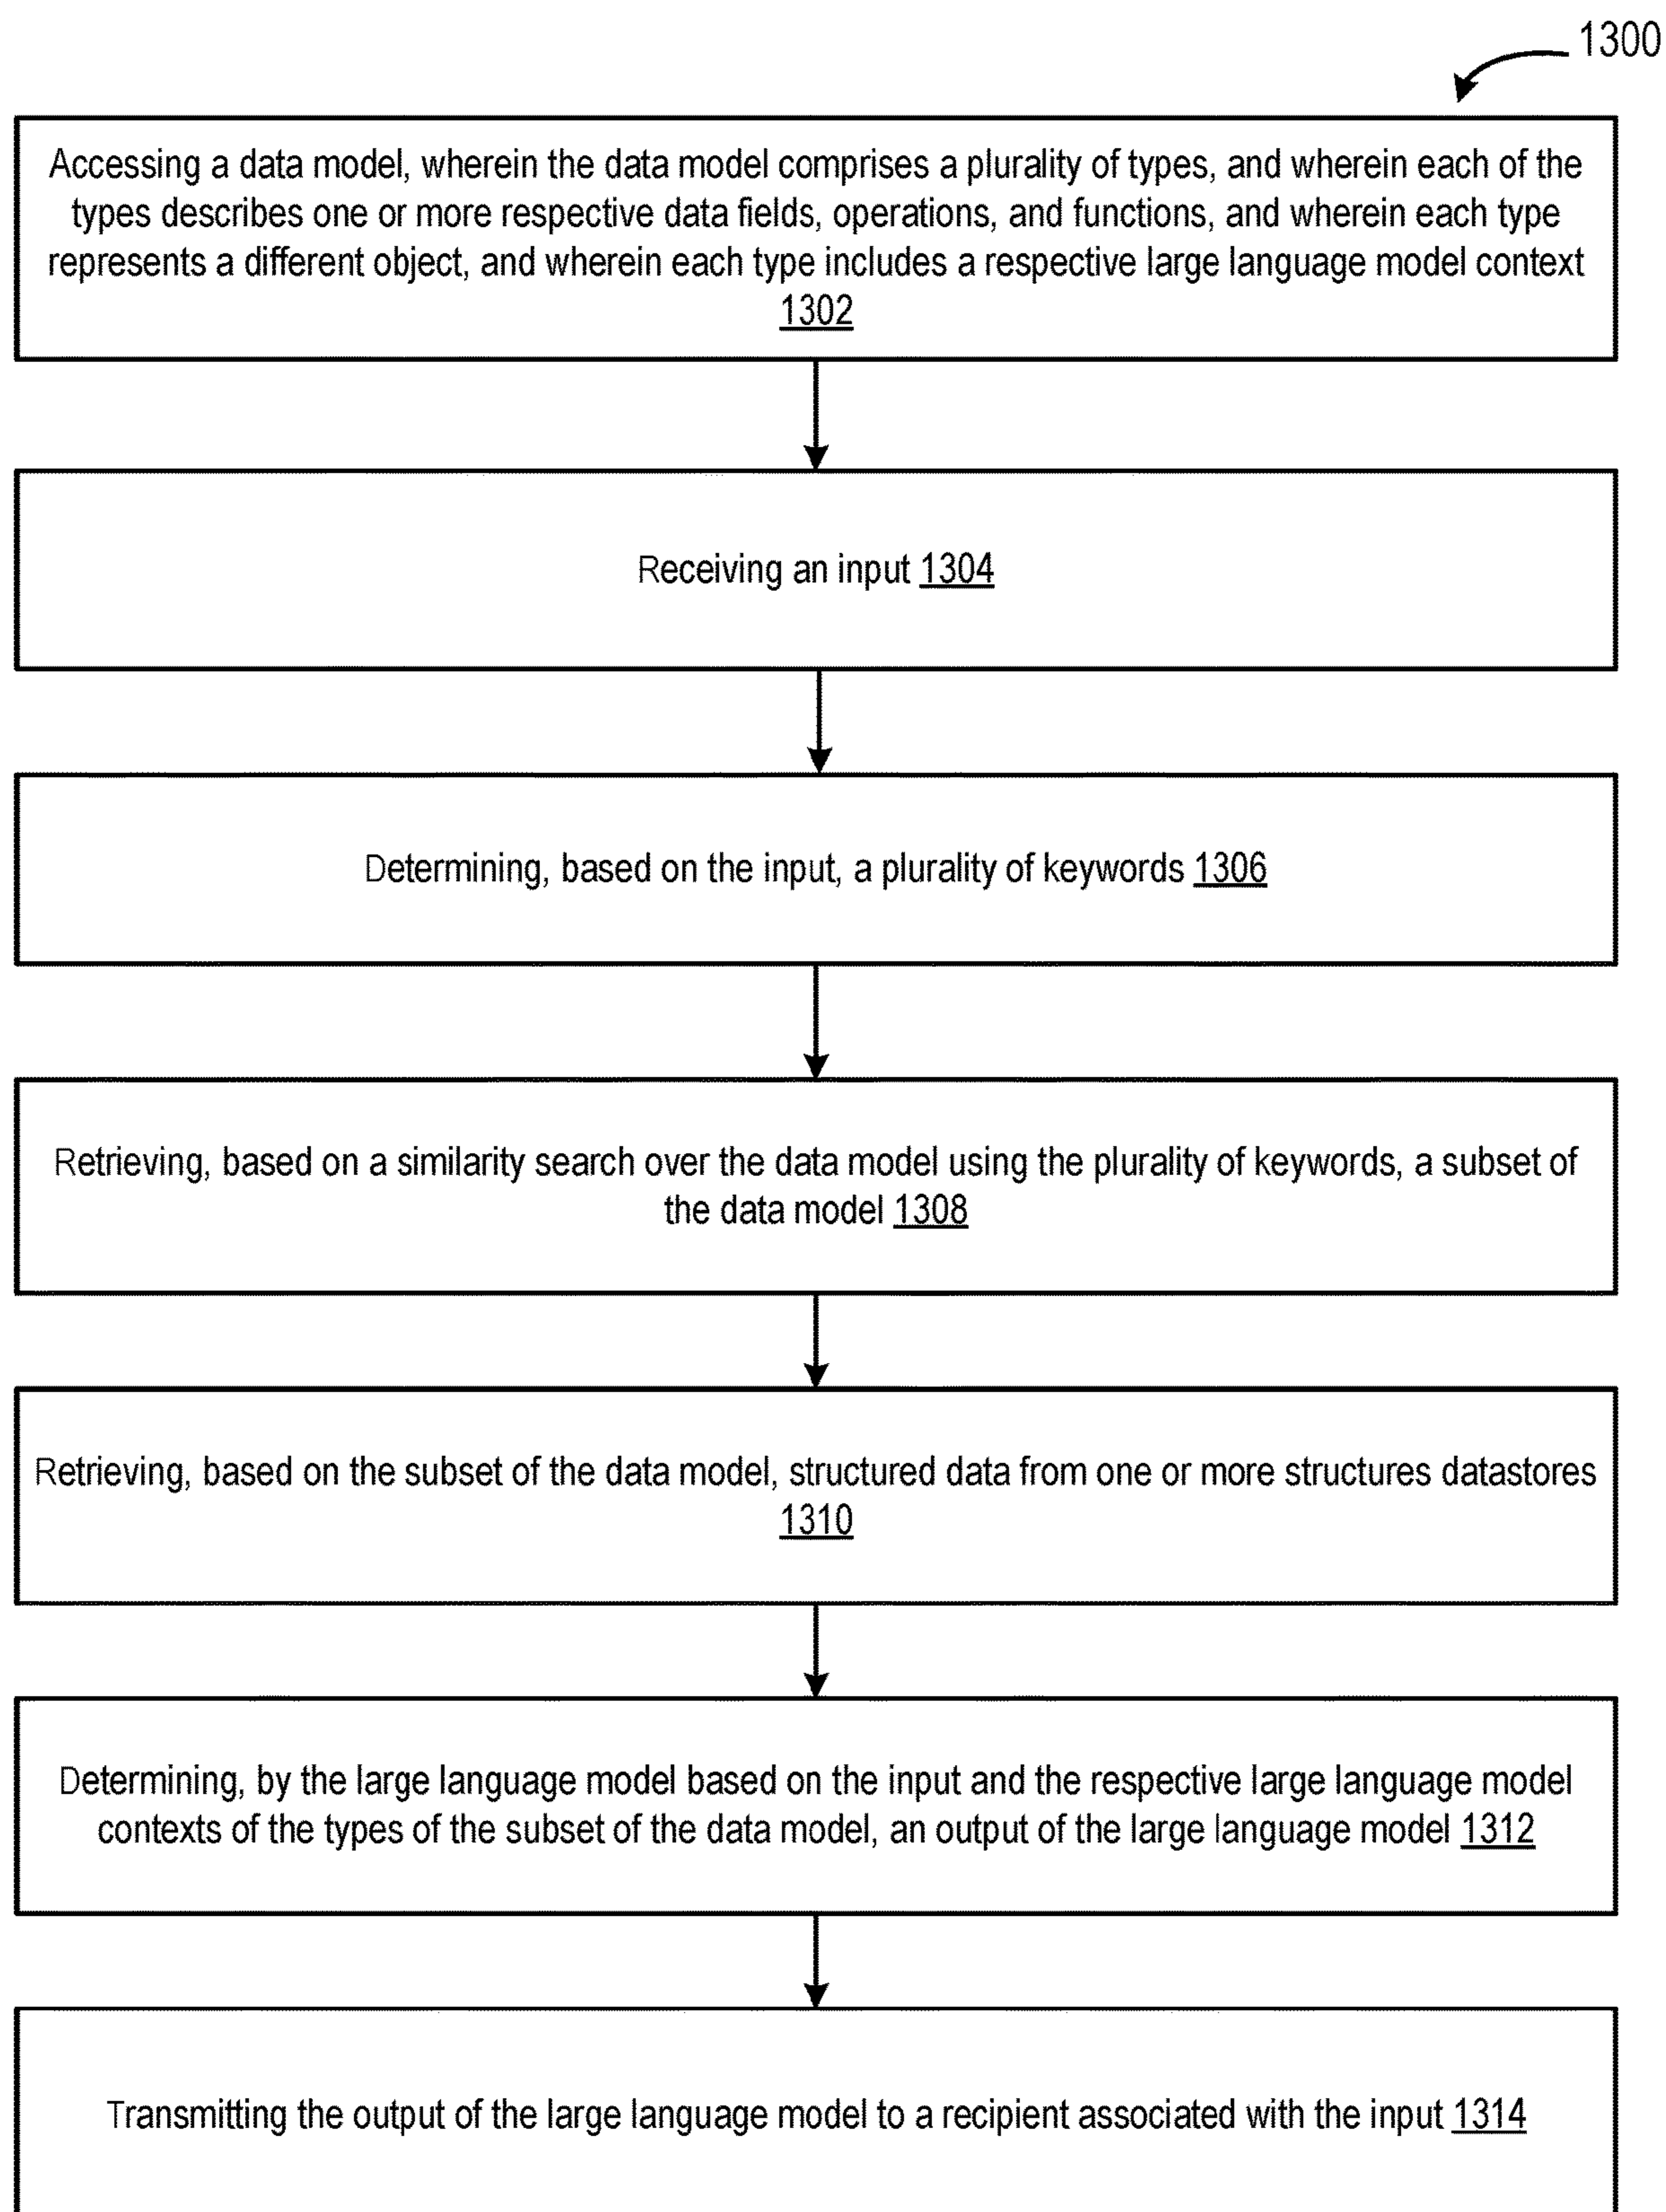 1300
Accessing a data model, wherein the data model comprises a plurality of types, and wherein each of the
types describes one or more respective data fields, operations, and functions, and wherein each type
represents a different object, and wherein each type includes a respective large language model context
1302
Receiving an input 1304
Determining, based on the input, a plurality of keywords 1306
Retrieving, based on a similarity search over the data model using the plurality of keywords, a subset of
the data model 1308
Retrieving, based on the subset of the data model, structured data from one or more structures datastores
1310
Determining, by the large language model based on the input and the respective large language model
contexts of the types of the subset of the data model, an output of the large language model 1312
Transmitting the output of the large language model to a recipient associated with the input 1314